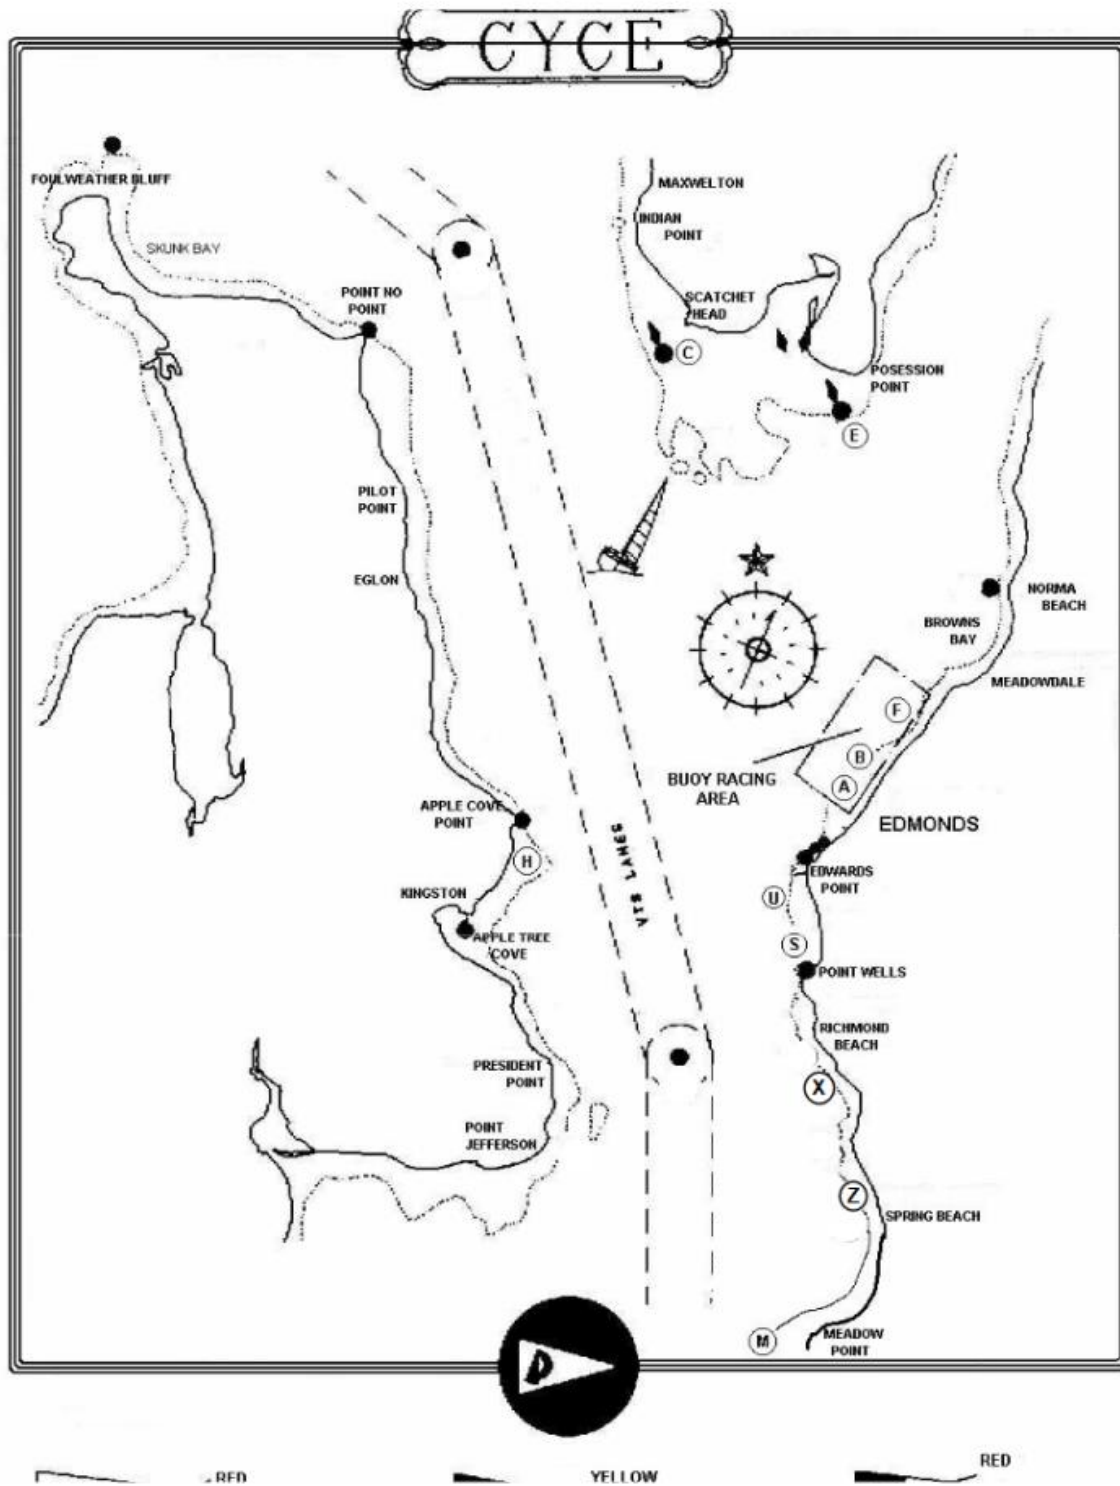 CYCE
FOULWEATHER BLUFF
SKUNK BAY
POINT NO
POINT
MAXWELTON
INDIAN
POINT
SCATCHET
HEAD
C
POSESSION
POINT
E
PILOT
POINT
EGLON
NORMA
BEACH
BROWNS
BAY
MEADOWDALE
F
B
A
BUOY RACING
AREA
EDMONDS
APPLE COVE
POINT
H
VTS LANES
EDWARDS
POINT
KINGSTON
U
APPLE TREE
COVE
S
POINT WELLS
RICHMOND
BEACH
PRESIDENT
POINT
X
POINT
JEFFERSON
Z
SPRING BEACH
M
MEADOW
POINT
D
RED
YELLOW
RED